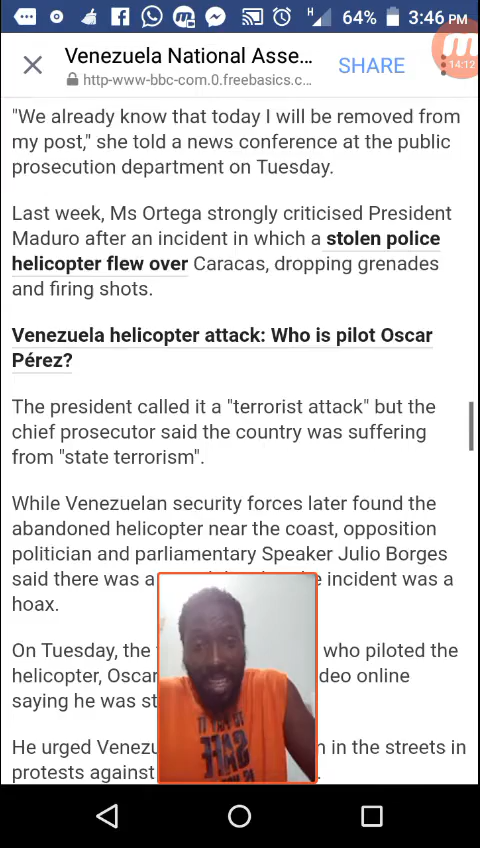 64% 3:46 PM
Venezuela National Asse...
SHARE
http-www-bbc-com.0.freebasics.c...
14:12
"We already know that today I will be removed from
my post," she told a news conference at the public
prosecution department on Tuesday.
Last week, Ms Ortega strongly criticised President
Maduro after an incident in which a stolen police
helicopter flew over Caracas, dropping grenades
and firing shots.
Venezuela helicopter attack: Who is pilot Oscar
Pérez?
The president called it a "terrorist attack" but the
chief prosecutor said the country was suffering
from "state terrorism".
While Venezuelan security forces later found the
abandoned helicopter near the coast, opposition
politician and parliamentary Speaker Julio Borges
said there was a incident was a
hoax.
On Tuesday, the who piloted the
helicopter, Oscar online
saying he was
He urged in the streets in
protests against
SAFE